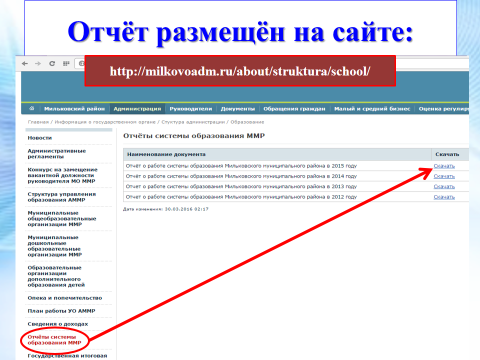 Отчёт размещён на сайте:
http://milkovoadm.ru/about/struktura/school/
Мильковский район Администрация Руководители Документы Обращения граждан Малый и средний бизнес Оценка регулир
Главная / Информация о государственном органе / Структура администрации / Образование
Новости
Административные
регламенты
Конкурс на замещение
вакантной должности
руководителя МО ММР
Структура управления
образования АММР
Муниципальные
общеобразовательные
организации ММР
Муниципальные
дошкольные
образовательные
организации ММР
Образовательные
организации
дополнительного
образования детей
Опека и попечительство
План работы УО АММР
Сведения о доходах
Отчёты системы
образования ММР
Государственная итоговая
Отчёты системы образования ММР
Наименование документа Скачать
Отчёт о работе системы образования Мильковского муниципального района в 2015 году Скачать
Отчёт о работе системы образования Мильковского муниципального района в 2014 году Скачать
Отчёт о работе системы образования Мильковского муниципального района в 2013 году Скачать
Отчёт о работе системы образования Мильковского муниципального района в 2012 году Скачать
Дата изменения: 30.03.2016 02:17